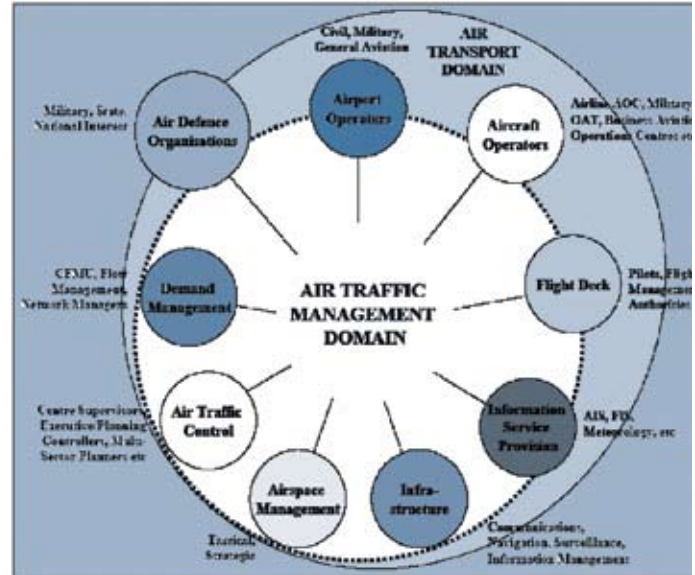 Civil, Military,
General Aviation
AIR
TRANSPORT
DOMAIN
Airport
Operators
Military, State,
National Interest
Air Defence
Organisations
Aircraft
Operators
Airline AOC, Military
OAT, Business Aviation
Operations Centres etc
CFMU, Flow
Management,
Network Managers
Demand
Management
AIR TRAFFIC
MANAGEMENT
DOMAIN
Flight Deck
Pilots, Flight
Management
Authorities
Centre Supervisors,
Executive Planning
Controllers, Multi-
Sector Planners etc
Air Traffic
Control
Information
Service
Provision
AIS, FIS,
Meteorology, etc
Airspace
Management
Infra-
structure
Tactical,
Strategic
Communications,
Navigation, Surveillance,
Information Management